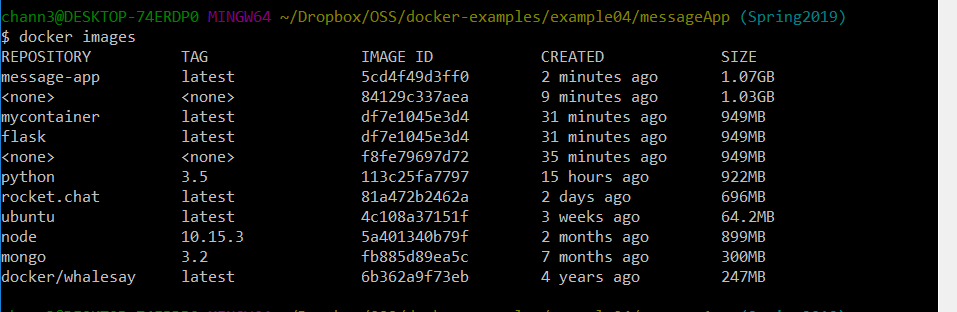 chann3@DESKTOP-74ERDP0 MINGW64 ~/Dropbox/OSS/docker-examples/example04/messageApp (Spring2019)
$ docker images
REPOSITORY TAG IMAGE ID CREATED SIZE
message-app latest 5cd4f49d3ff0 2 minutes ago 1.07GB
<none> <none> 84129c337aea 9 minutes ago 1.03GB
mycontainer latest df7e1045e3d4 31 minutes ago 949MB
flask latest df7e1045e3d4 31 minutes ago 949MB
<none> <none> f8fe79697d72 35 minutes ago 949MB
python 3.5 113c25fa7797 15 hours ago 922MB
rocket.chat latest 81a472b2462a 2 days ago 696MB
ubuntu latest 4c108a37151f 3 weeks ago 64.2MB
node 10.15.3 5a401340b79f 2 months ago 899MB
mongo 3.2 fb885d89ea5c 7 months ago 300MB
docker/whalesay latest 6b362a9f73eb 4 years ago 247MB